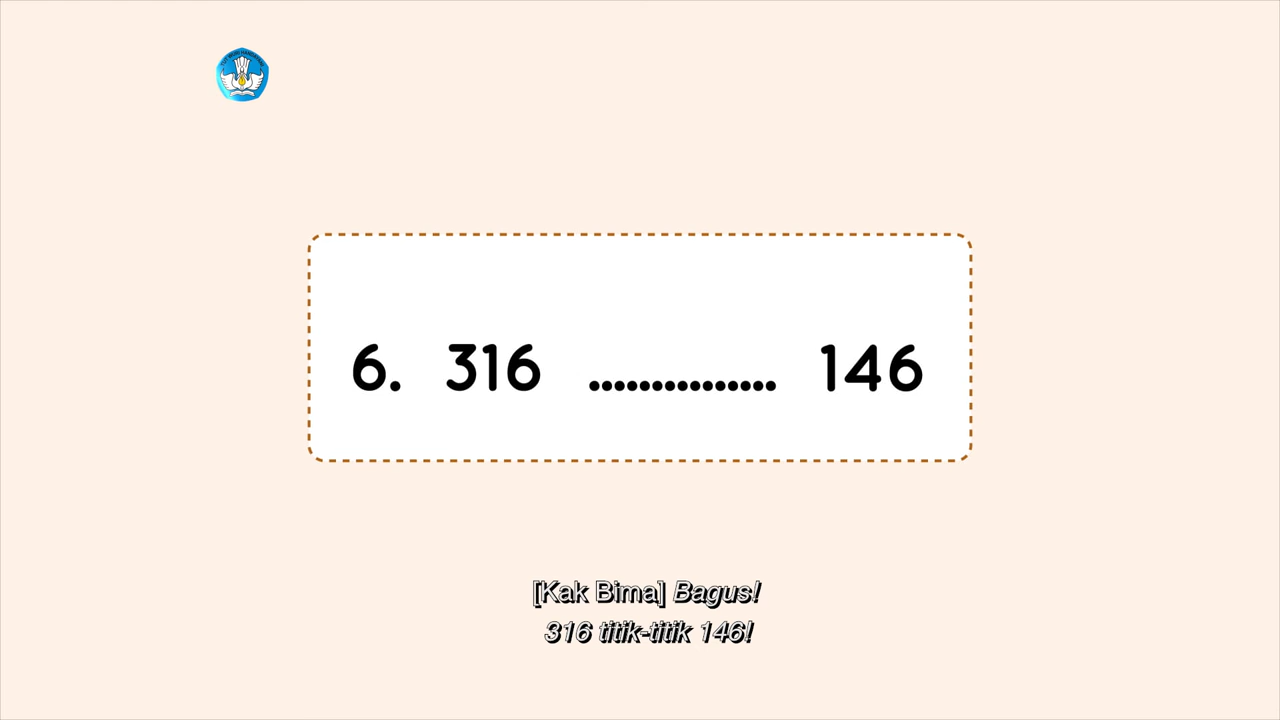 6. 316 ............... 146
[Kak Bima] Bagus!
316 titik-titik 146!